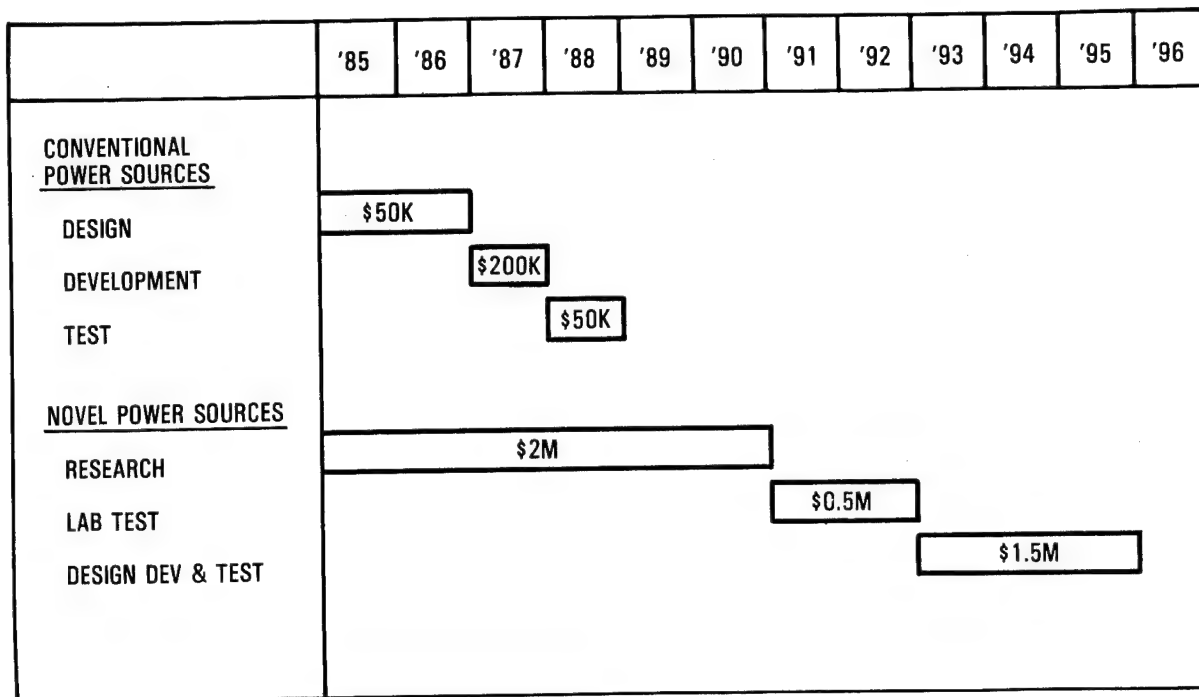 '85 '86 '87 '88 '89 '90 '91 '92 '93 '94 '95 '96
CONVENTIONAL
POWER SOURCES
DESIGN $50K
DEVELOPMENT $200K
TEST $50K
NOVEL POWER SOURCES
RESEARCH $2M
LAB TEST $0.5M
DESIGN DEV & TEST $1.5M